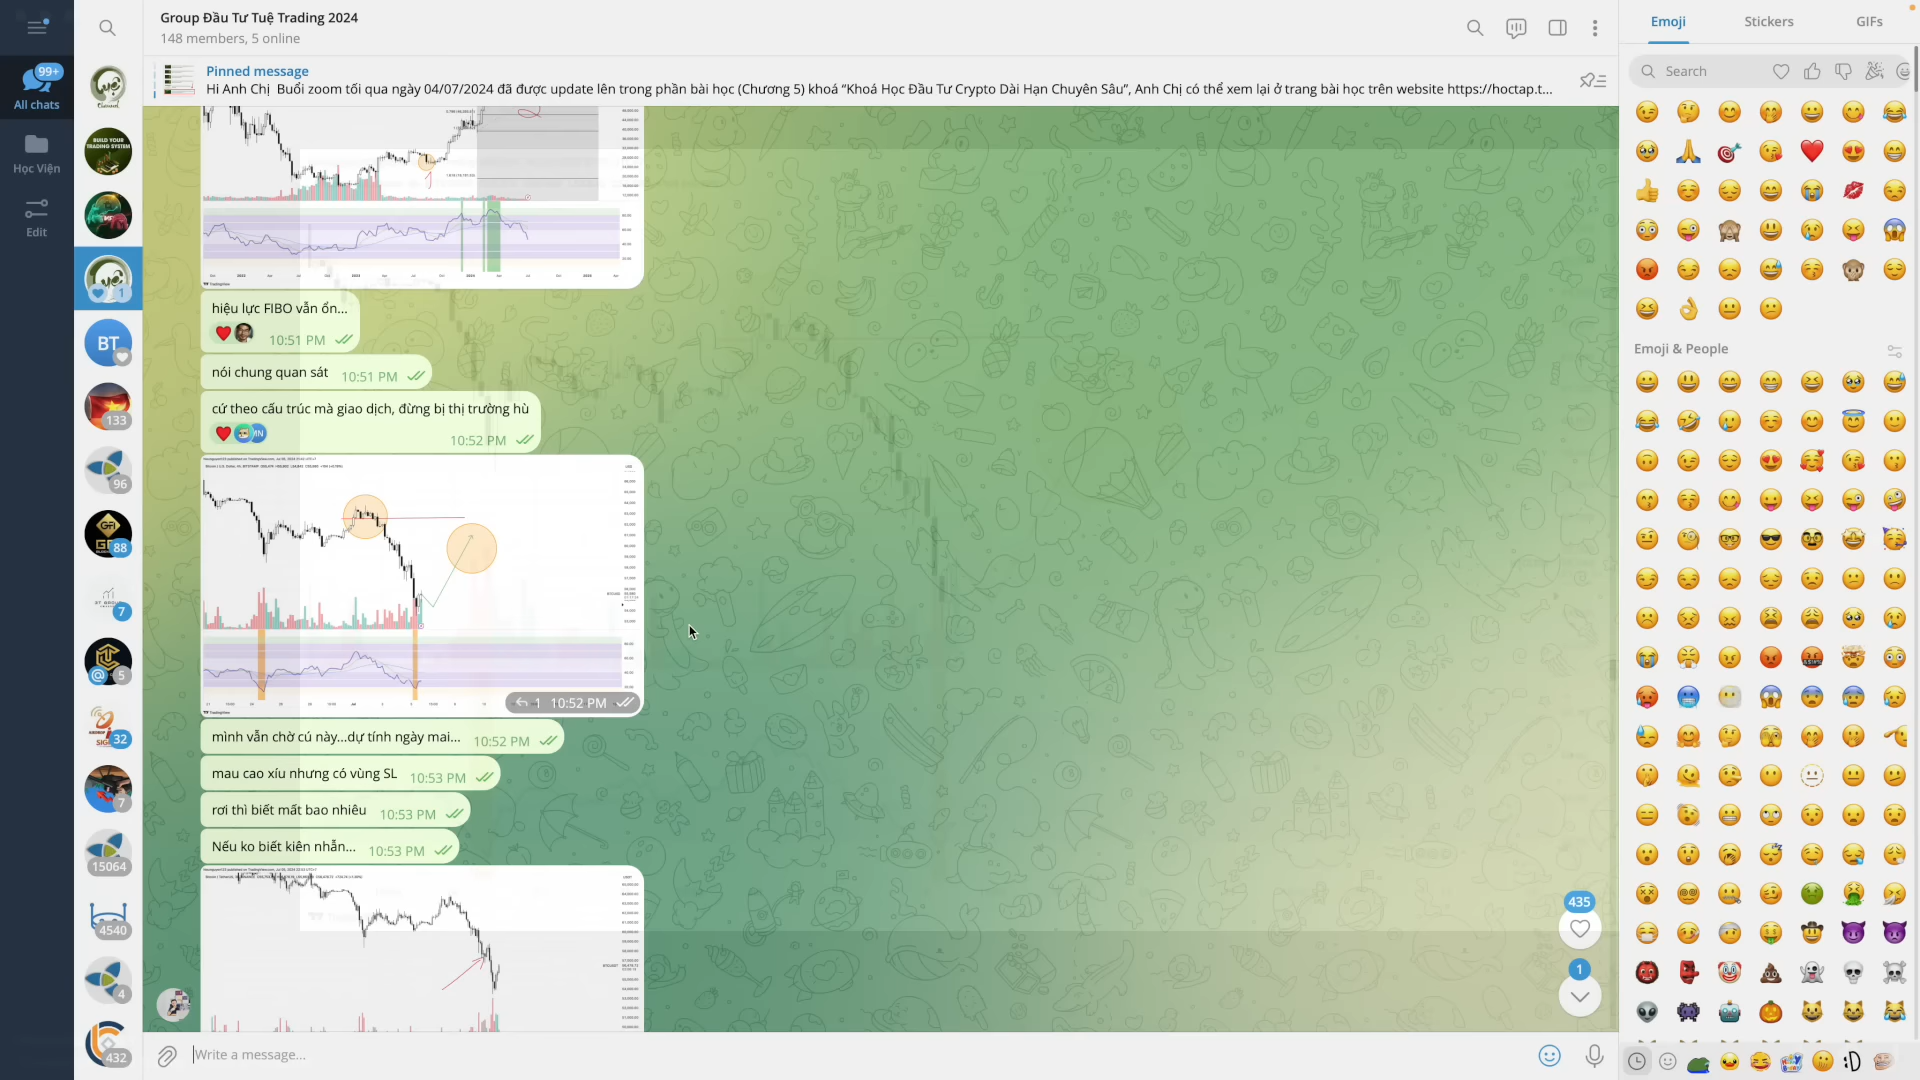 Group Đầu Tư Tuệ Trading 2024
148 members, 5 online
Pinned message
Hi Anh Chị Buổi zoom tối qua ngày 04/07/2024 đã được update lên trong phần bài học (Chương 5) khoá “Khoá Học Đầu Tư Crypto Dài Hạn Chuyên Sâu”, Anh Chị có thể xem lại ở trang bài học trên website https://hoctap.t...
99+
All chats
Học Viện
Edit
BUILD YOUR
TRADING SYSTEM
1
BT
133
96
88
7
5
32
7
15064
4540
4
432
TradingView
hiệu lực FIBO vẫn ổn...
10:51 PM
nói chung quan sát 10:51 PM
cứ theo cấu trúc mà giao dịch, đừng bị thị trường hù
10:52 PM
TradingView
1 10:52 PM
mình vẫn chờ cú này...dự tính ngày mai... 10:52 PM
mau cao xíu nhưng có vùng SL 10:53 PM
rơi thì biết mất bao nhiêu 10:53 PM
Nếu ko biết kiên nhẫn... 10:53 PM
435
1
Write a message...
Emoji
Stickers
GIFs
Search
Emoji & People